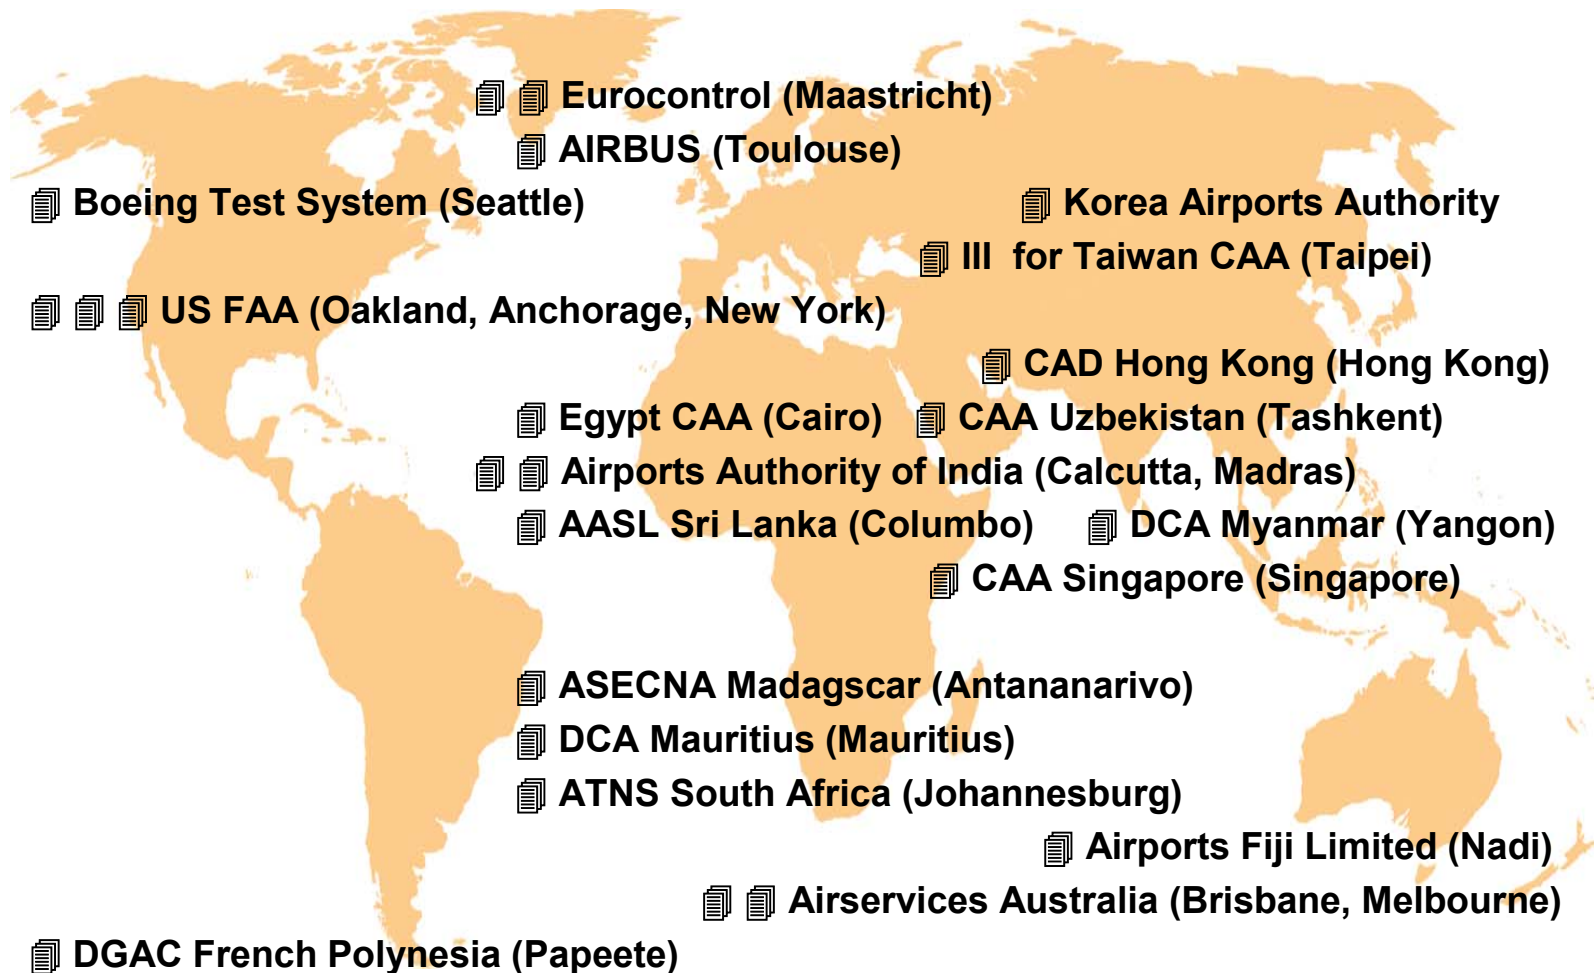 Eurocontrol (Maastricht)
AIRBUS (Toulouse)
Boeing Test System (Seattle)
Korea Airports Authority
III for Taiwan CAA (Taipei)
US FAA (Oakland, Anchorage, New York)
CAD Hong Kong (Hong Kong)
Egypt CAA (Cairo)
CAA Uzbekistan (Tashkent)
Airports Authority of India (Calcutta, Madras)
AASL Sri Lanka (Columbo)
DCA Myanmar (Yangon)
CAA Singapore (Singapore)
ASECNA Madagscar (Antananarivo)
DCA Mauritius (Mauritius)
ATNS South Africa (Johannesburg)
Airports Fiji Limited (Nadi)
Airservices Australia (Brisbane, Melbourne)
DGAC French Polynesia (Papeete)